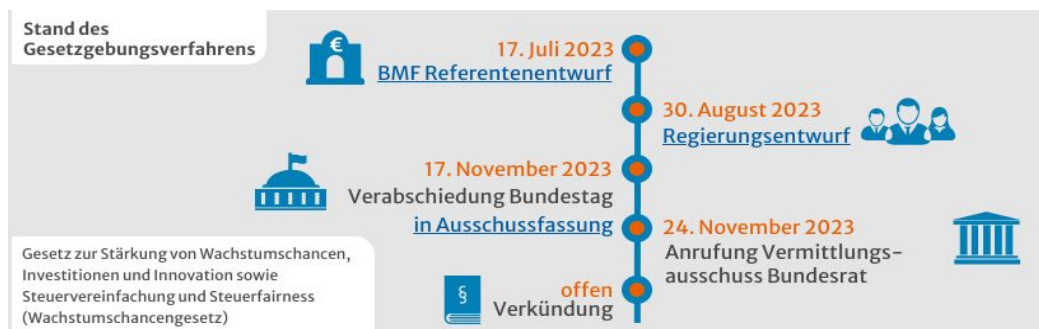 Stand des
Gesetzgebungsverfahrens
€
17. Juli 2023
BMF Referentenentwurf
30. August 2023
Regierungsentwurf
17. November 2023
Verabschiedung Bundestag
in Ausschussfassung
24. November 2023
Anrufung Vermittlungs-
ausschuss Bundesrat
Gesetz zur Stärkung von Wachstumschancen,
Investitionen und Innovation sowie
Steuervereinfachung und Steuerfairness
(Wachstumschancengesetz)
§
offen
Verkündung